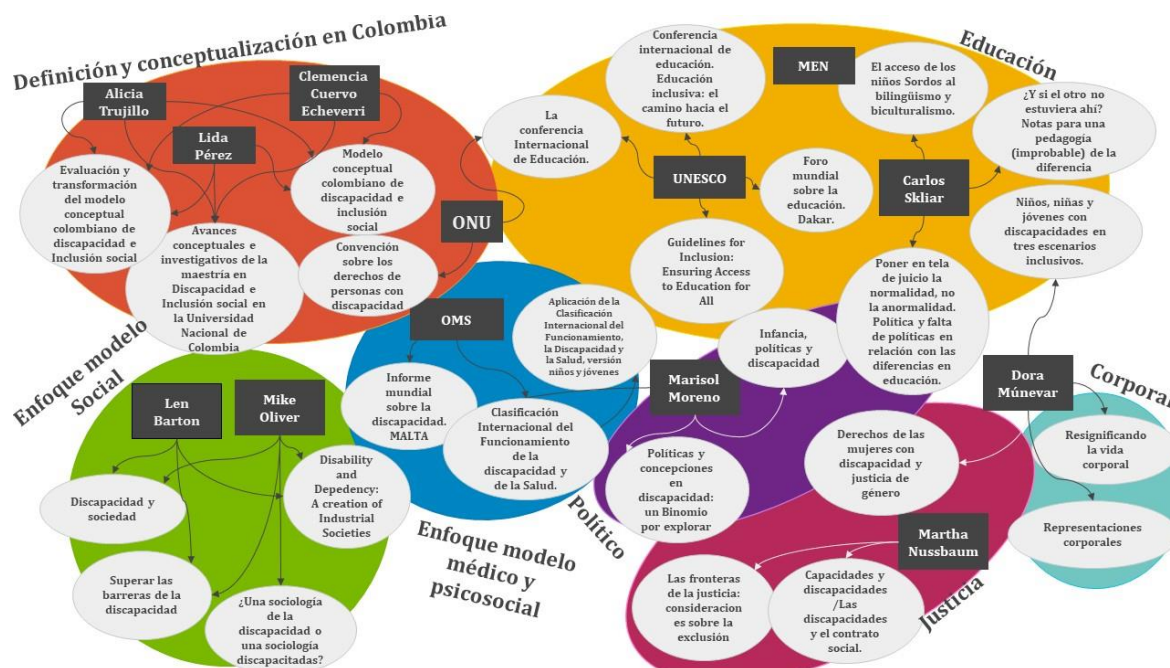 Definición y conceptualización en Colombia
Alicia
Trujillo
Clemencia
Cuervo
Echeverri
Lida
Pérez
Evaluación y
transformación del
modelo
conceptual
colombiano de
discapacidad e
Inclusión social
Avances
conceptuales e
investigativos de la
maestría en
Discapacidad e
Inclusión social en
la Universidad
Nacional de
Colombia
Modelo
conceptual
colombiano de
discapacidad e
inclusión
social
ONU
Convención
sobre los
derechos de
personas con
discapacidad
Educación
La
conferencia
Internacional
de Educación.
Conferencia
internacional de
educación.
Educación
inclusiva: el
camino hacia el
futuro.
MEN
El acceso de los
niños Sordos al
bilingüismo y
biculturalismo.
¿Y si el otro no
estuviera ahí?
Notas para una
pedagogía
(improbable) de la
diferencia
UNESCO
Foro
mundial
sobre la
educación.
Dakar.
Carlos
Skliar
Niños, niñas y
jóvenes con
discapacidades en
tres escenarios
inclusivos.
Guidelines for
Inclusion:
Ensuring Access
to Education for
All
Poner en tela de
juicio la
normalidad, no
la anormalidad.
Política y falta
de políticas en
relación con las
diferencias en
educación.
Enfoque modelo
Social
Len
Barton
Mike
Oliver
Discapacidad y
sociedad
Disability
and
Depedency:
A creation of
Industrial
Societies
Superar las
barreras de la
discapacidad
¿Una sociología
de la
discapacidad o
una sociología
discapacitadas?
OMS
Informe
mundial
sobre la
discapacidad.
MALTA
Aplicación de la
Clasificación
Internacional del
Funcionamiento,
la Discapacidad y
la Salud, versión
niños y jóvenes
Clasificación
Internacional del
Funcionamiento
de la
discapacidad y
de la Salud.
Enfoque modelo
médico y
psicosocial
Político
Infancia,
políticas y
discapacidad
Marisol
Moreno
Políticas y
concepciones
en
discapacidad:
un Binomio
por explorar
Dora
Múnevar
Corporal
Resignificando
la vida
corporal
Representaciones
corporales
Derechos de las
mujeres con
discapacidad y
justicia de
género
Martha
Nussbaum
Las fronteras
de la justicia:
consideracion
es sobre la
exclusión
Capacidades y
discapacidades
/Las
discapacidades
y el contrato
social.
Justicia